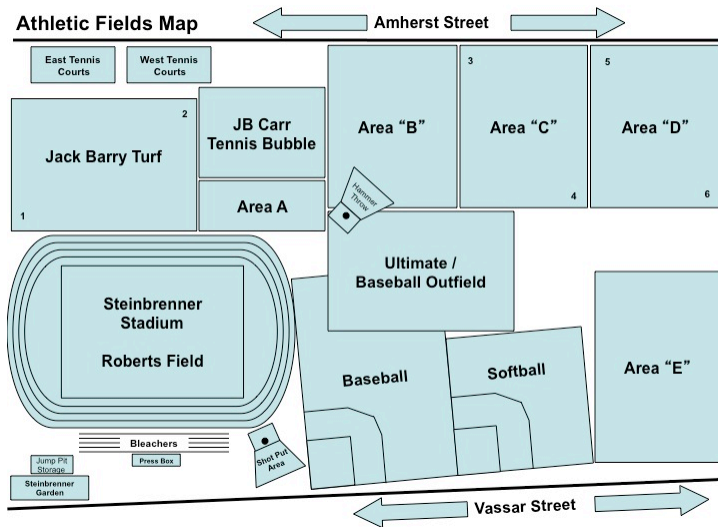 Athletic Fields Map
Amherst Street
East Tennis
Courts
West Tennis
Courts
3
5
2
JB Carr
Tennis Bubble
Area “B”
Area “C”
Area “D”
Jack Barry Turf
Hammer
Throw
4
6
Area A
1
Ultimate /
Baseball Outfield
Steinbrenner
Stadium
Roberts Field
Baseball
Softball
Area “E”
Bleachers
Press Box
Shot Put
Area
Jump Pit
Storage
Steinbrenner
Garden
Vassar Street